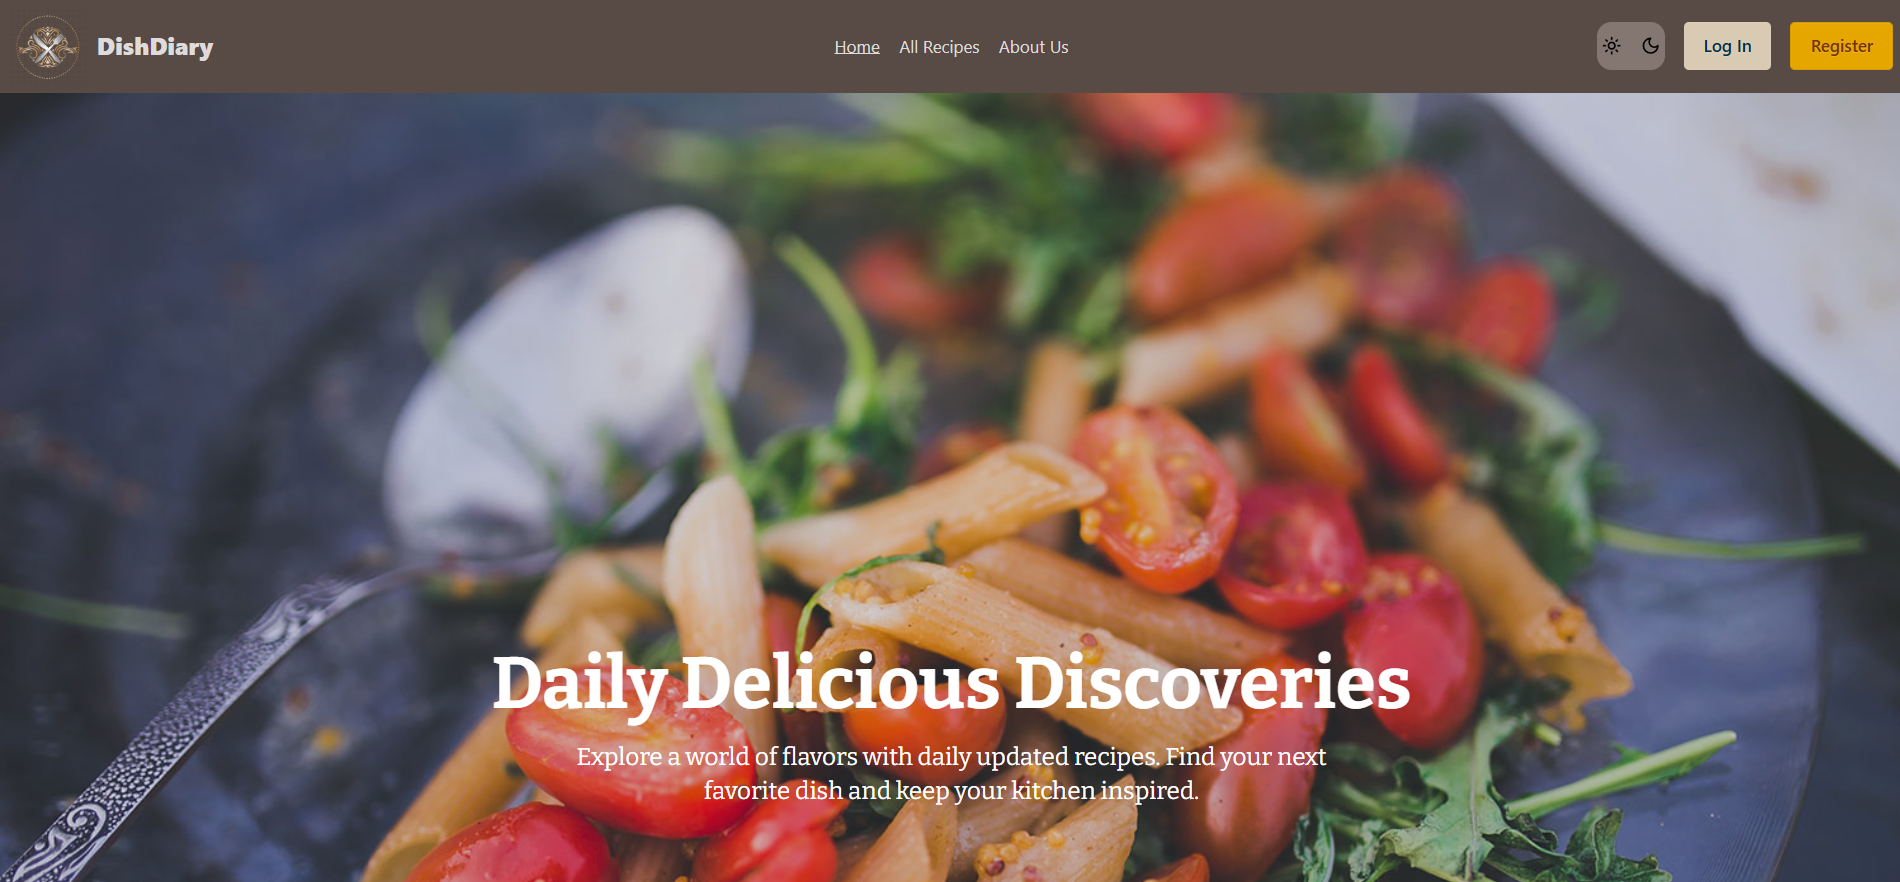 DishDiary
Home All Recipes About Us
Log In
Register
Daily Delicious Discoveries
Explore a world of flavors with daily updated recipes. Find your next
favorite dish and keep your kitchen inspired.